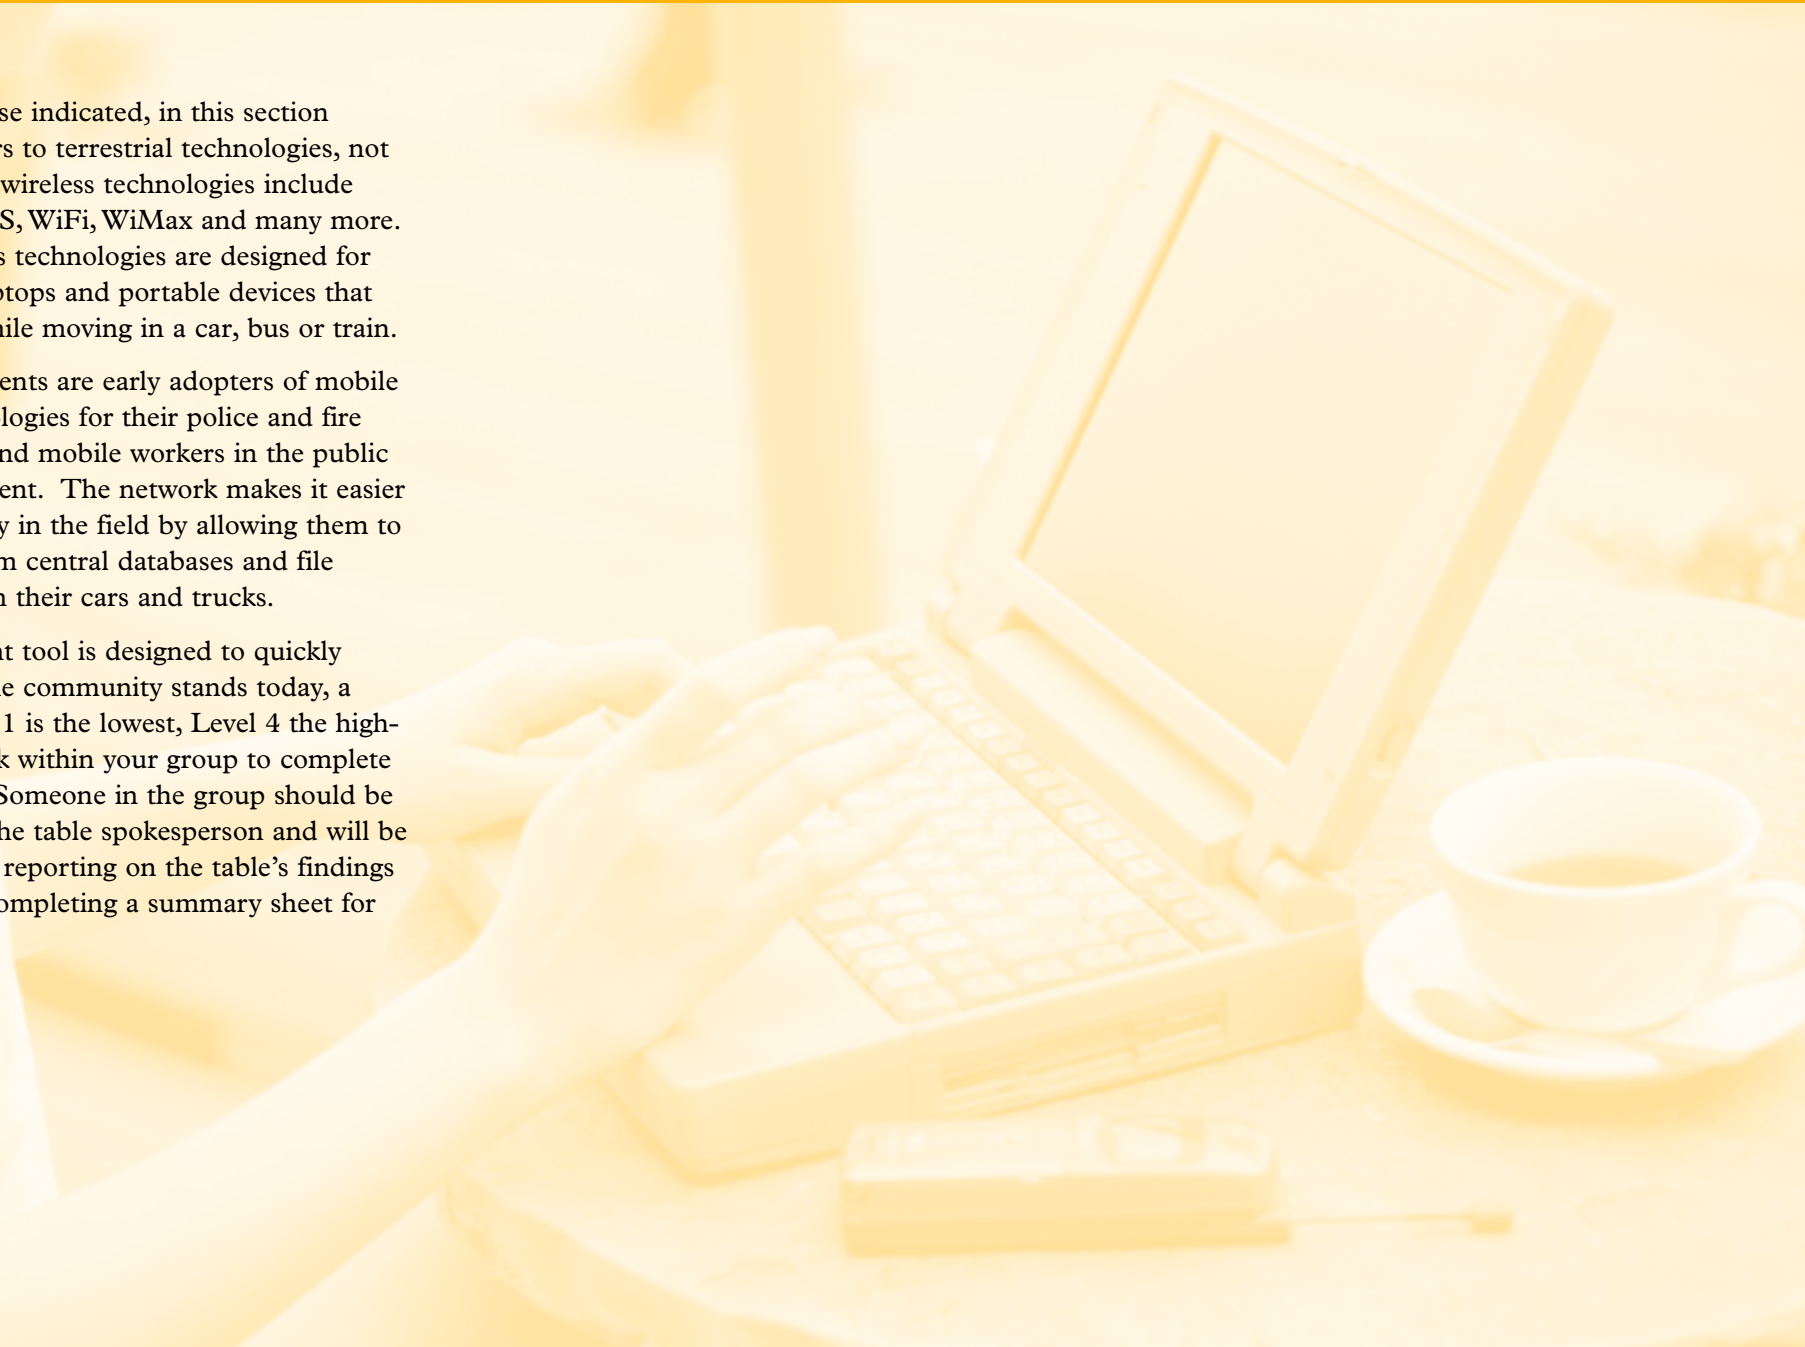 se indicated, in this section
rs to terrestrial technologies, not
wireless technologies include
S, WiFi, WiMax and many more.
s technologies are designed for
ptops and portable devices that
hile moving in a car, bus or train.
ents are early adopters of mobile
logies for their police and fire
nd mobile workers in the public
ent. The network makes it easier
y in the field by allowing them to
m central databases and file
n their cars and trucks.
nt tool is designed to quickly
e community stands today, a
1 is the lowest, Level 4 the high-
k within your group to complete
Someone in the group should be
he table spokesperson and will be
reporting on the table's findings
ompleting a summary sheet for